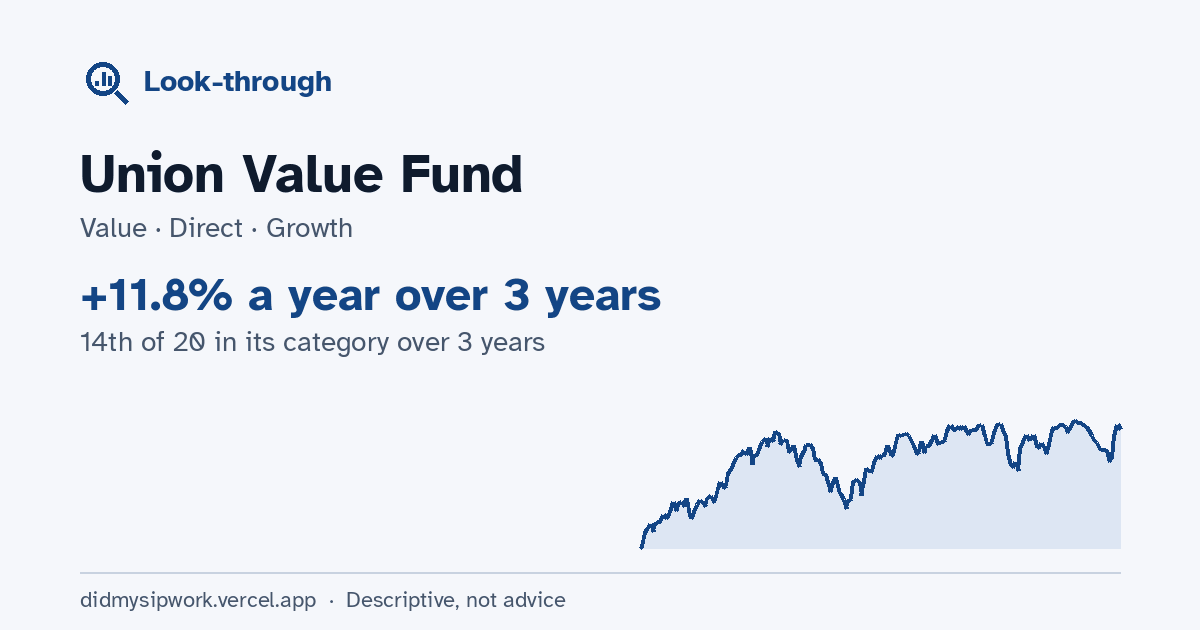 Look-through
Union Value Fund
Value · Direct · Growth
+11.8% a year over 3 years
14th of 20 in its category over 3 years
didmysipwork.vercel.app · Descriptive, not advice